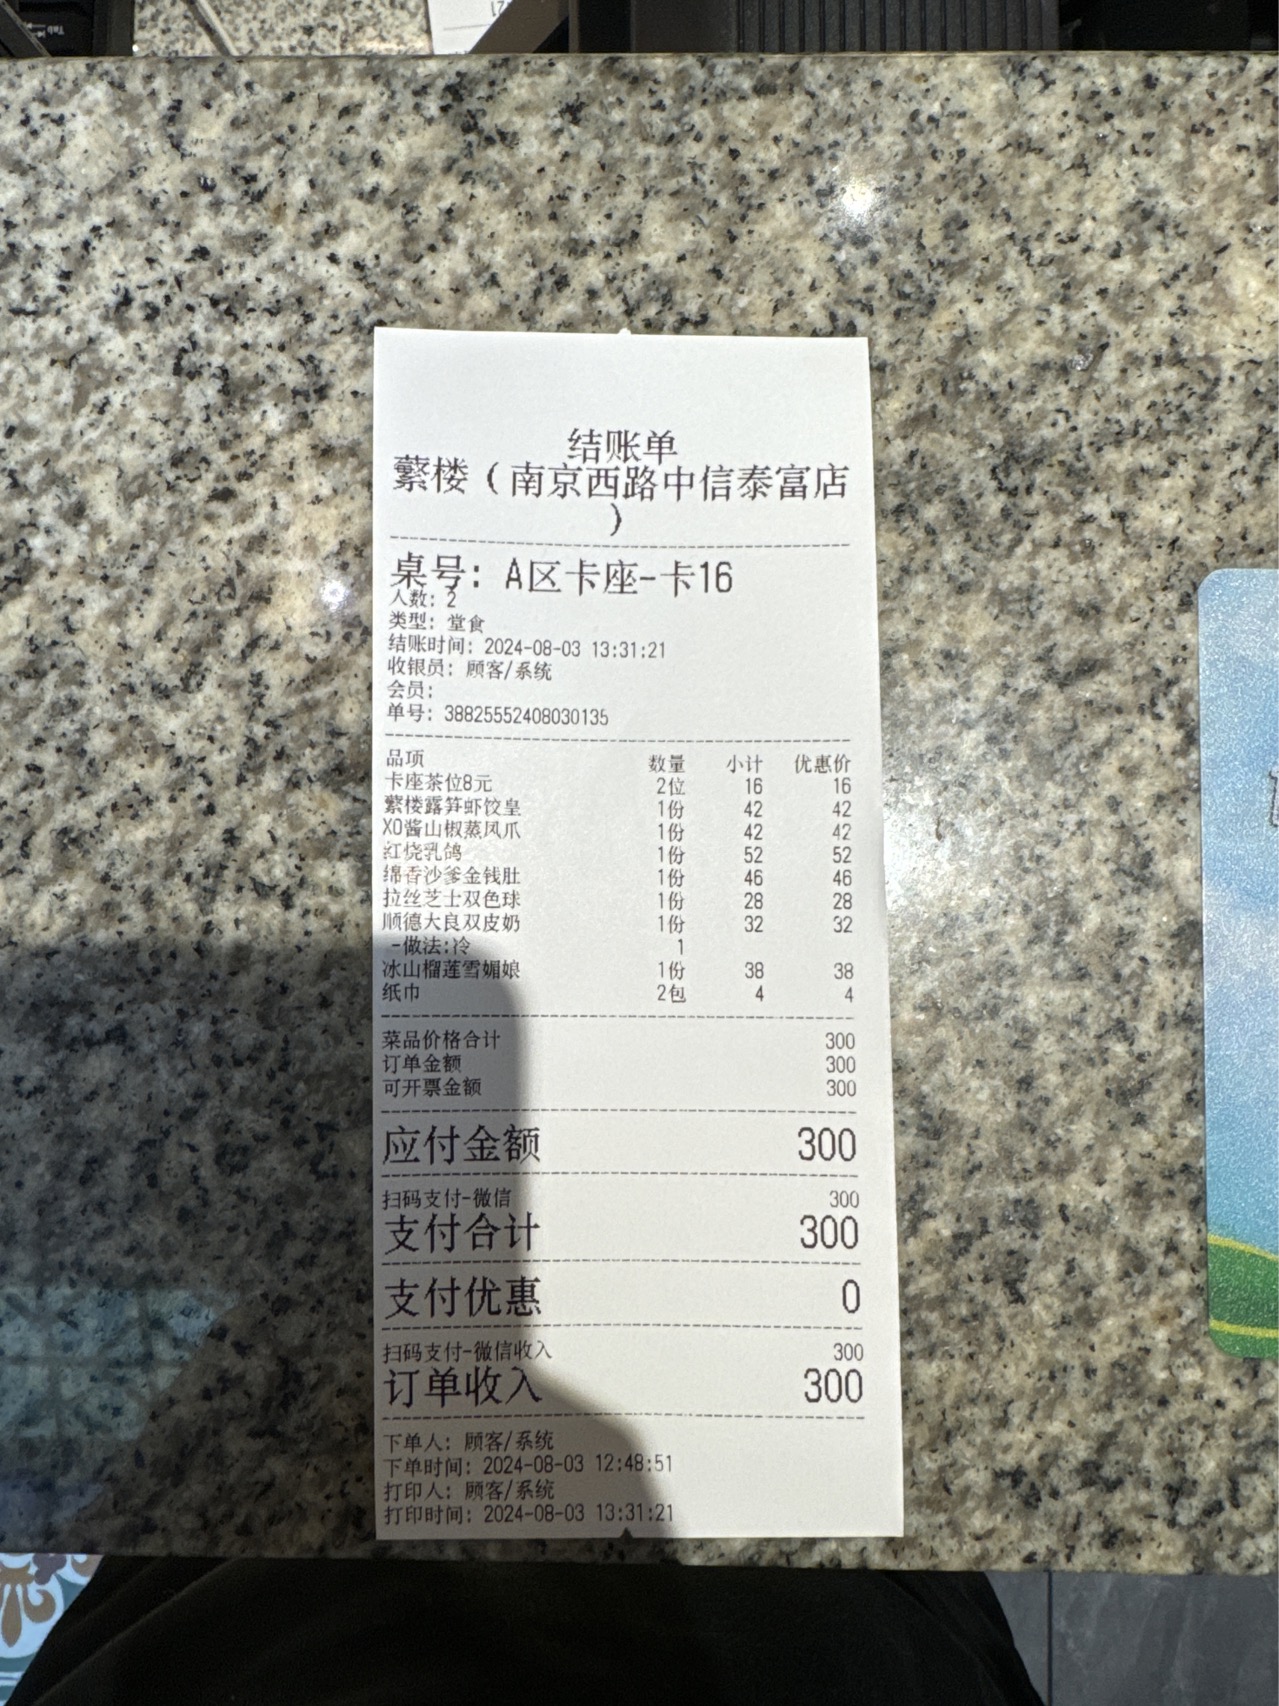 Tab
21
结账单
蘩楼（南京西路中信泰富店
）
桌号：A区卡座-卡16
人数：2
类型：堂食
结账时间：2024-08-03 13:31:21
收银员：顾客/系统
会员：
单号：38825552408030135
品项 数量 小计 优惠价
卡座茶位8元 2位 16 16
蘩楼露笋虾饺皇 1份 42 42
XO酱山椒蒸凤爪 1份 42 42
红烧乳鸽 1份 52 52
绵香沙爹金钱肚 1份 46 46
拉丝芝士双色球 1份 28 28
顺德大良双皮奶 1份 32 32
-做法:冷 1
冰山榴莲雪媚娘 1份 38 38
纸巾 2包 4 4
菜品价格合计 300
订单金额 300
可开票金额 300
应付金额 300
扫码支付-微信 300
支付合计 300
支付优惠 0
扫码支付-微信收入 300
订单收入 300
下单人：顾客/系统
下单时间：2024-08-03 12:48:51
打印人：顾客/系统
打印时间：2024-08-03 13:31:21